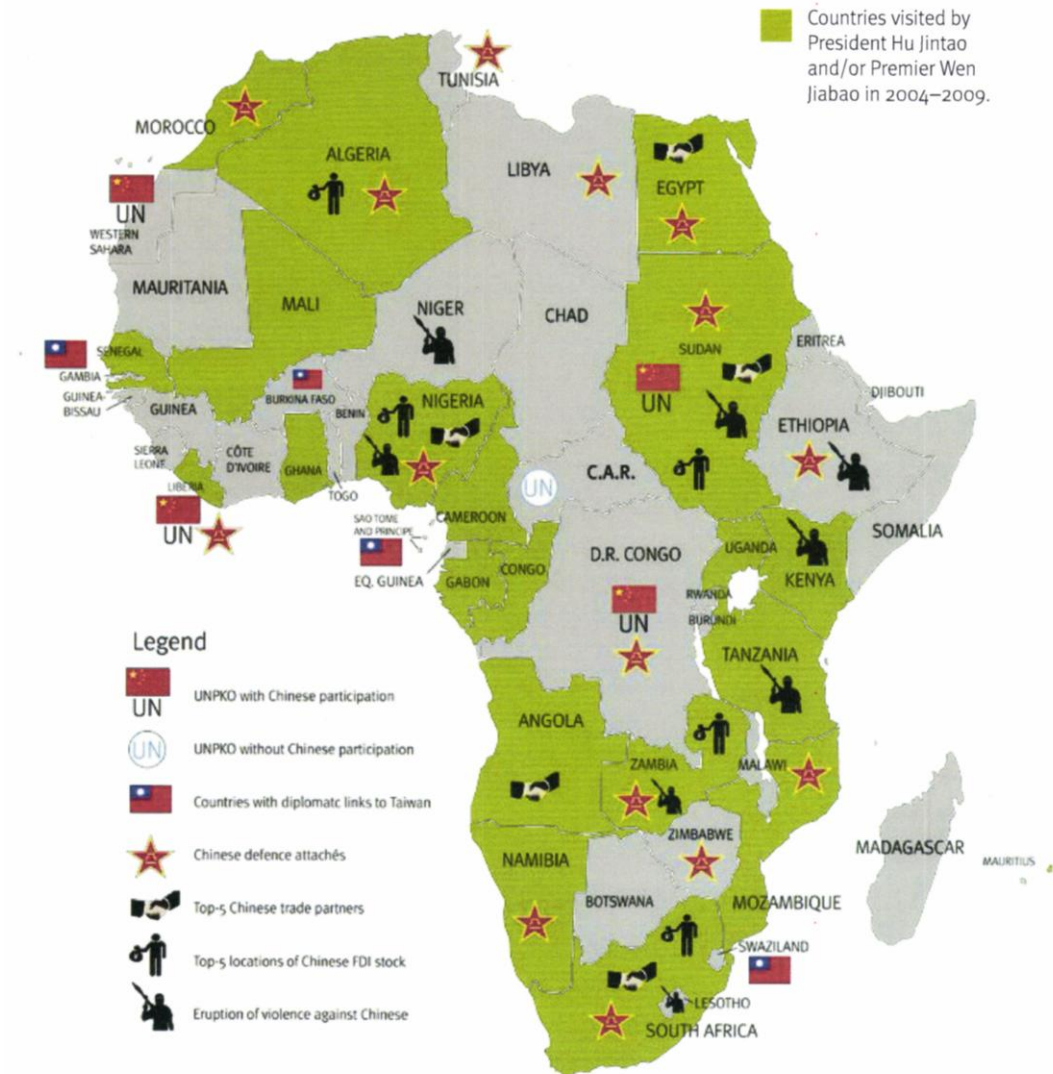 Countries visited by
President Hu Jintao
and/or Premier Wen
Jiabao in 2004–2009.
TUNISIA
MOROCCO
ALGERIA
LIBYA
EGYPT
UN
WESTERN
SAHARA
MAURITANIA
MALI
NIGER
CHAD
SUDAN
ERITREA
SENEGAL
GAMBIA
GUINEA-
BISSAU
GUINEA
BURKINA FASO
BENIN
NIGERIA
UN
DJIBOUTI
ETHIOPIA
SIERRA
LEONE
CÔTE
D'IVOIRE
GHANA
LIBERIA
TOGO
C.A.R.
UN
UN
SAO TOME
AND PRINCIPE
CAMEROON
SOMALIA
EQ. GUINEA
GABON
CONGO
D.R. CONGO
UGANDA
KENYA
RWANDA
BURUNDI
UN
TANZANIA
ANGOLA
ZAMBIA
MALAWI
ZIMBABWE
NAMIBIA
BOTSWANA
MOZAMBIQUE
MADAGASCAR
MAURITIUS
SWAZILAND
LESOTHO
SOUTH AFRICA
Legend
UN
UNPKO with Chinese participation
UN
UNPKO without Chinese participation
Countries with diplomatc links to Taiwan
Chinese defence attachés
Top-5 Chinese trade partners
Top-5 locations of Chinese FDI stock
Eruption of violence against Chinese